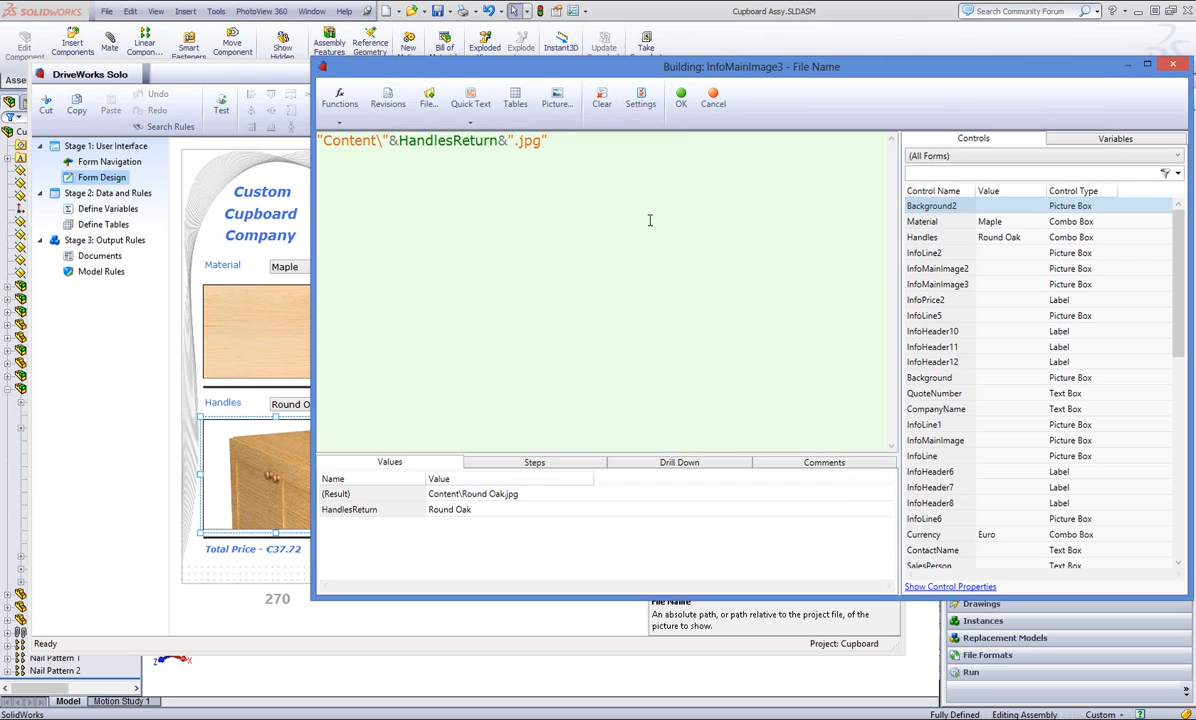 SOLIDWORKS File Edit View Insert Tools PhotoView 360 Window Help Cupboard Assy.SLDASM Search Community Forum
Edit Component
Insert Components
Mate
Linear Compon...
Smart Fasteners
Move Component
Show Hidden
Assembly Features
Reference Geometry
New
Bill of
Exploded
Explode
Instant3D
Update
Take
DriveWorks Solo
Cut
Copy
Paste
Undo
Redo
Search Rules
Test
Stage 1: User Interface
Form Navigation
Form Design
Stage 2: Data and Rules
Define Variables
Define Tables
Stage 3: Output Rules
Documents
Model Rules
Custom
Cupboard
Company
Material Maple
Handles Round O
Total Price - €37.72
270
Building: InfoMainImage3 - File Name
Functions
Revisions
File...
Quick Text
Tables
Picture...
Clear
Settings
OK
Cancel
"Content\"&HandlesReturn&".jpg"
Values Steps Drill Down Comments
Name Value
(Result) Content\Round Oak.jpg
HandlesReturn Round Oak
Controls Variables
(All Forms)
Control Name Value Control Type
Background2 Picture Box
Material Maple Combo Box
Handles Round Oak Combo Box
InfoLine2 Picture Box
InfoMainImage2 Picture Box
InfoMainImage3 Picture Box
InfoPrice2 Label
InfoLine5 Picture Box
InfoHeader10 Label
InfoHeader11 Label
InfoHeader12 Label
Background Picture Box
QuoteNumber Text Box
CompanyName Text Box
InfoLine1 Picture Box
InfoMainImage Picture Box
InfoLine Picture Box
InfoHeader6 Label
InfoHeader7 Label
InfoHeader8 Label
InfoLine6 Picture Box
Currency Euro Combo Box
ContactName Text Box
SalesPerson Text Box
Show Control Properties
File Name
An absolute path, or path relative to the project file, of the
picture to show.
Ready Project: Cupboard
Drawings
Instances
Replacement Models
File Formats
Run
Nail Pattern 1
Nail Pattern 2
Z X
Model Motion Study 1
SolidWorks Fully Defined Editing Assembly Custom